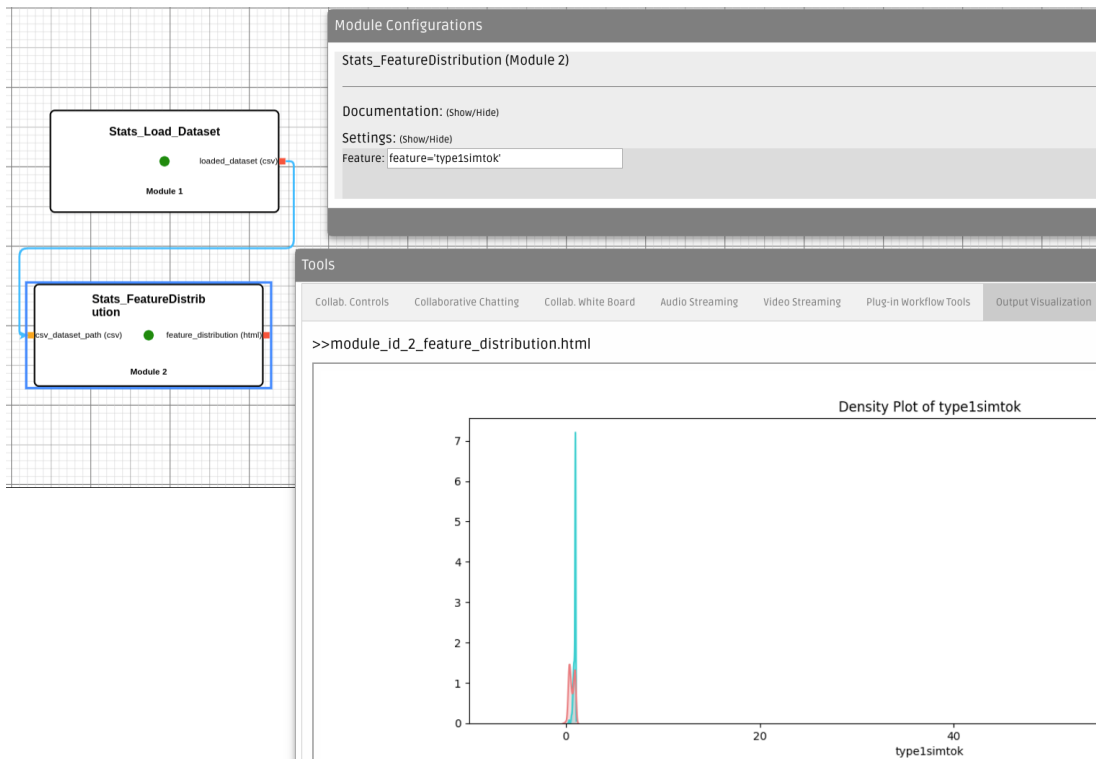 Module Configurations
Stats_FeatureDistribution (Module 2)
Documentation: (Show/Hide)
Settings: (Show/Hide)
Feature: feature='type1simtok'
Stats_Load_Dataset
loaded_dataset (csv)
Module 1
Stats_FeatureDistrib
ution
csv_dataset_path (csv)
feature_distribution (html)
Module 2
Tools
Collab. Controls
Collaborative Chatting
Collab. White Board
Audio Streaming
Video Streaming
Plug-in Workflow Tools
Output Visualization
>>module_id_2_feature_distribution.html
Density Plot of type1simtok
7
6
5
4
3
2
1
0
0
20
40
type1simtok